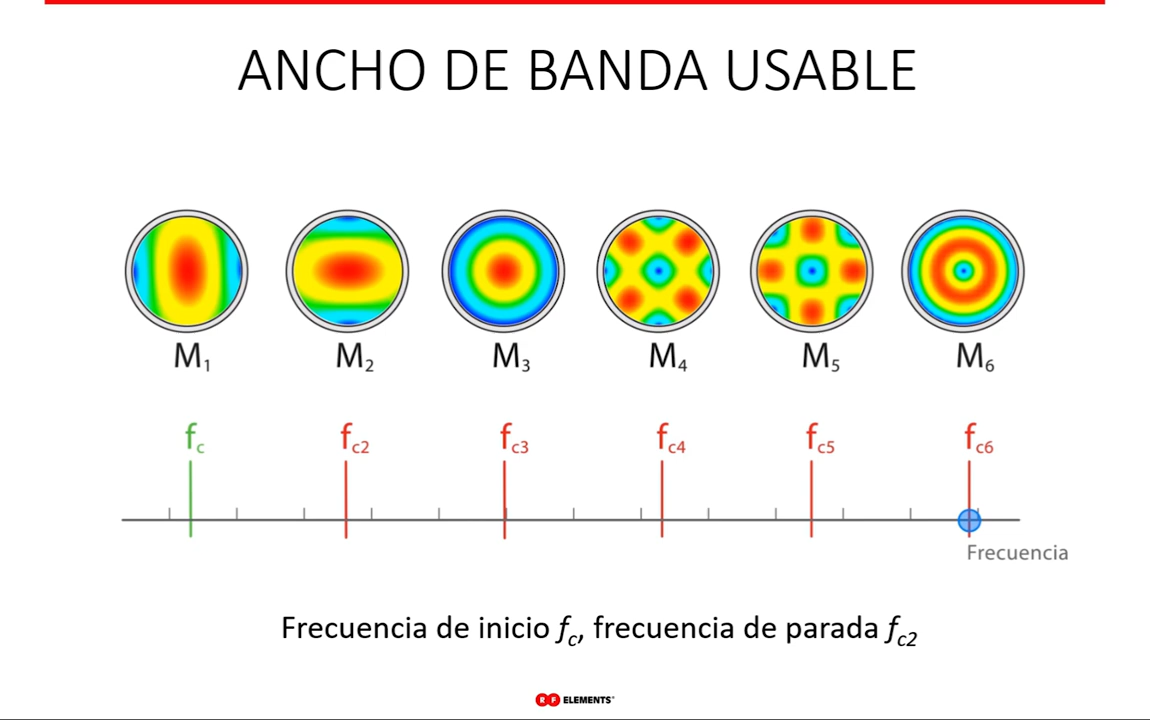 ANCHO DE BANDA USABLE
M1 M2 M3 M4 M5 M6
fc fc2 fc3 fc4 fc5 fc6
Frecuencia
Frecuencia de inicio fc, frecuencia de parada fc2
RF ELEMENTS